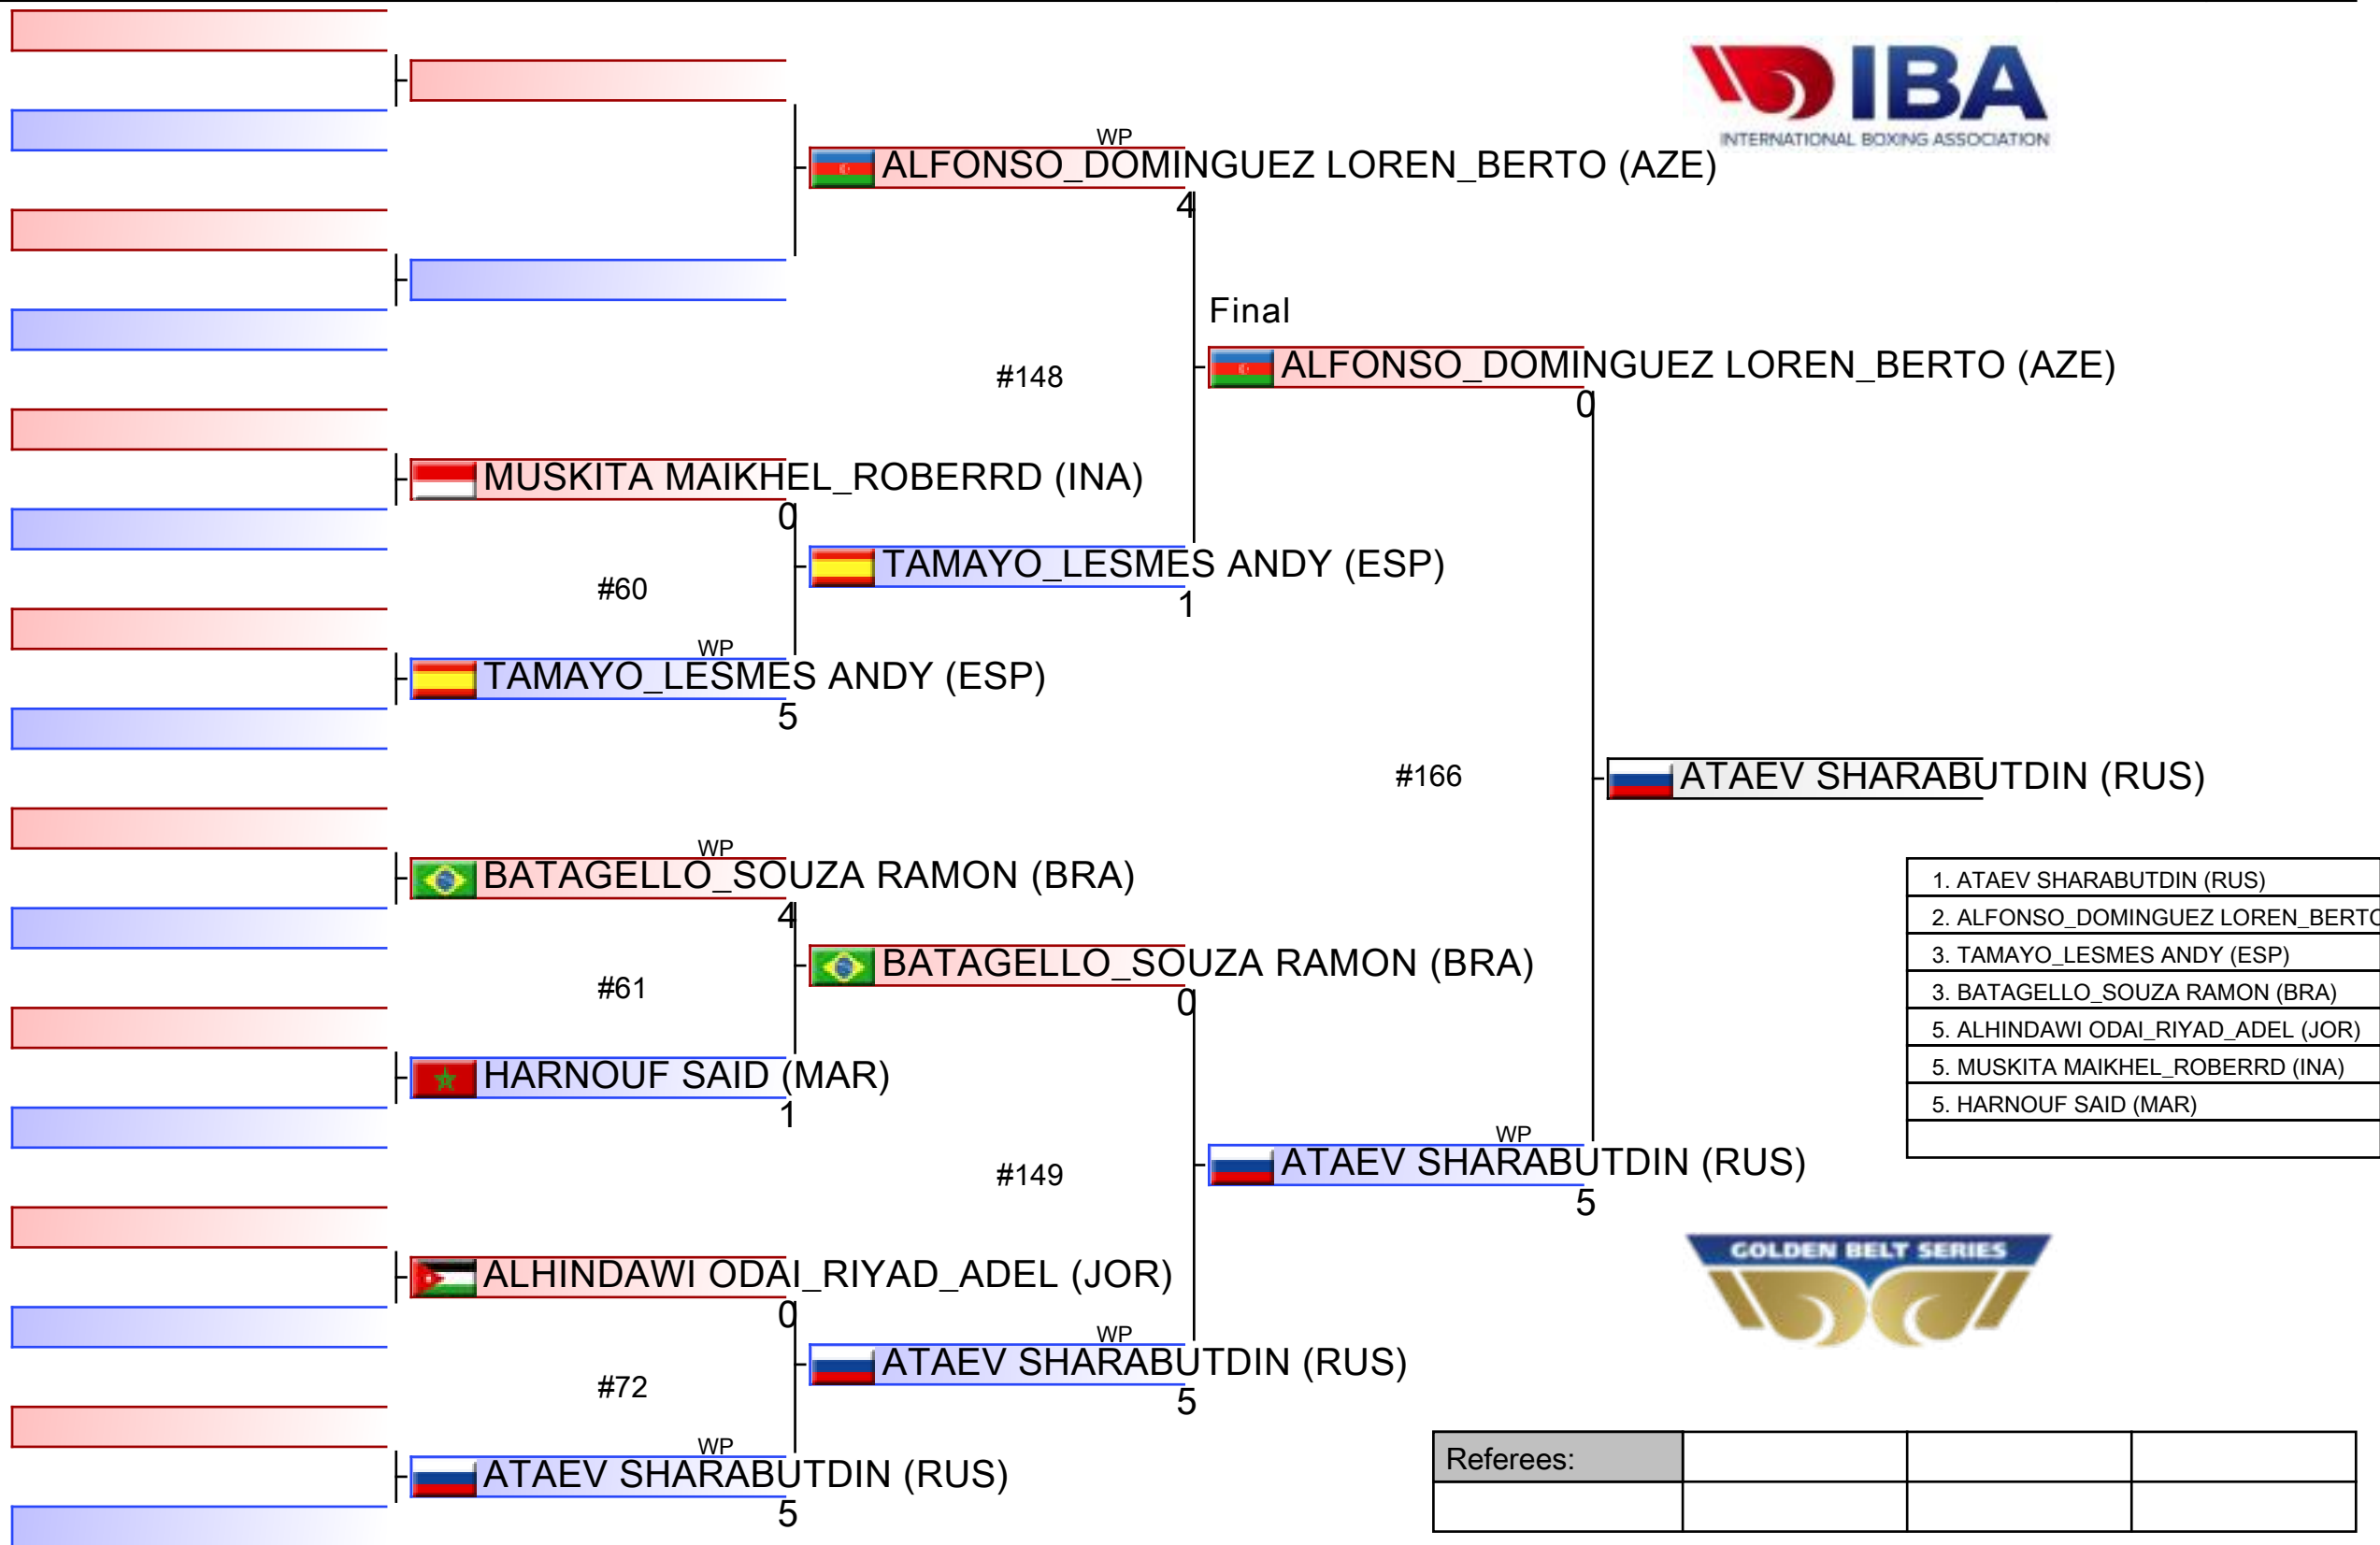 IBA
INTERNATIONAL BOXING ASSOCIATION
WP
ALFONSO_DOMINGUEZ LOREN_BERTO (AZE)
4
Final
#148
ALFONSO_DOMINGUEZ LOREN_BERTO (AZE)
0
MUSKITA MAIKHEL_ROBERRD (INA)
0
TAMAYO_LESMES ANDY (ESP)
1
#60
WP
TAMAYO_LESMES ANDY (ESP)
5
#166
ATAEV SHARABUTDIN (RUS)
WP
BATAGELLO_SOUZA RAMON (BRA)
4
BATAGELLO_SOUZA RAMON (BRA)
0
#61
HARNOUF SAID (MAR)
1
1. ATAEV SHARABUTDIN (RUS)
2. ALFONSO_DOMINGUEZ LOREN_BERTO
3. TAMAYO_LESMES ANDY (ESP)
3. BATAGELLO_SOUZA RAMON (BRA)
5. ALHINDAWI ODAI_RIYAD_ADEL (JOR)
5. MUSKITA MAIKHEL_ROBERRD (INA)
5. HARNOUF SAID (MAR)
#149
WP
ATAEV SHARABUTDIN (RUS)
5
ALHINDAWI ODAI_RIYAD_ADEL (JOR)
0
GOLDEN BELT SERIES
WP
ATAEV SHARABUTDIN (RUS)
5
#72
WP
ATAEV SHARABUTDIN (RUS)
5
Referees: